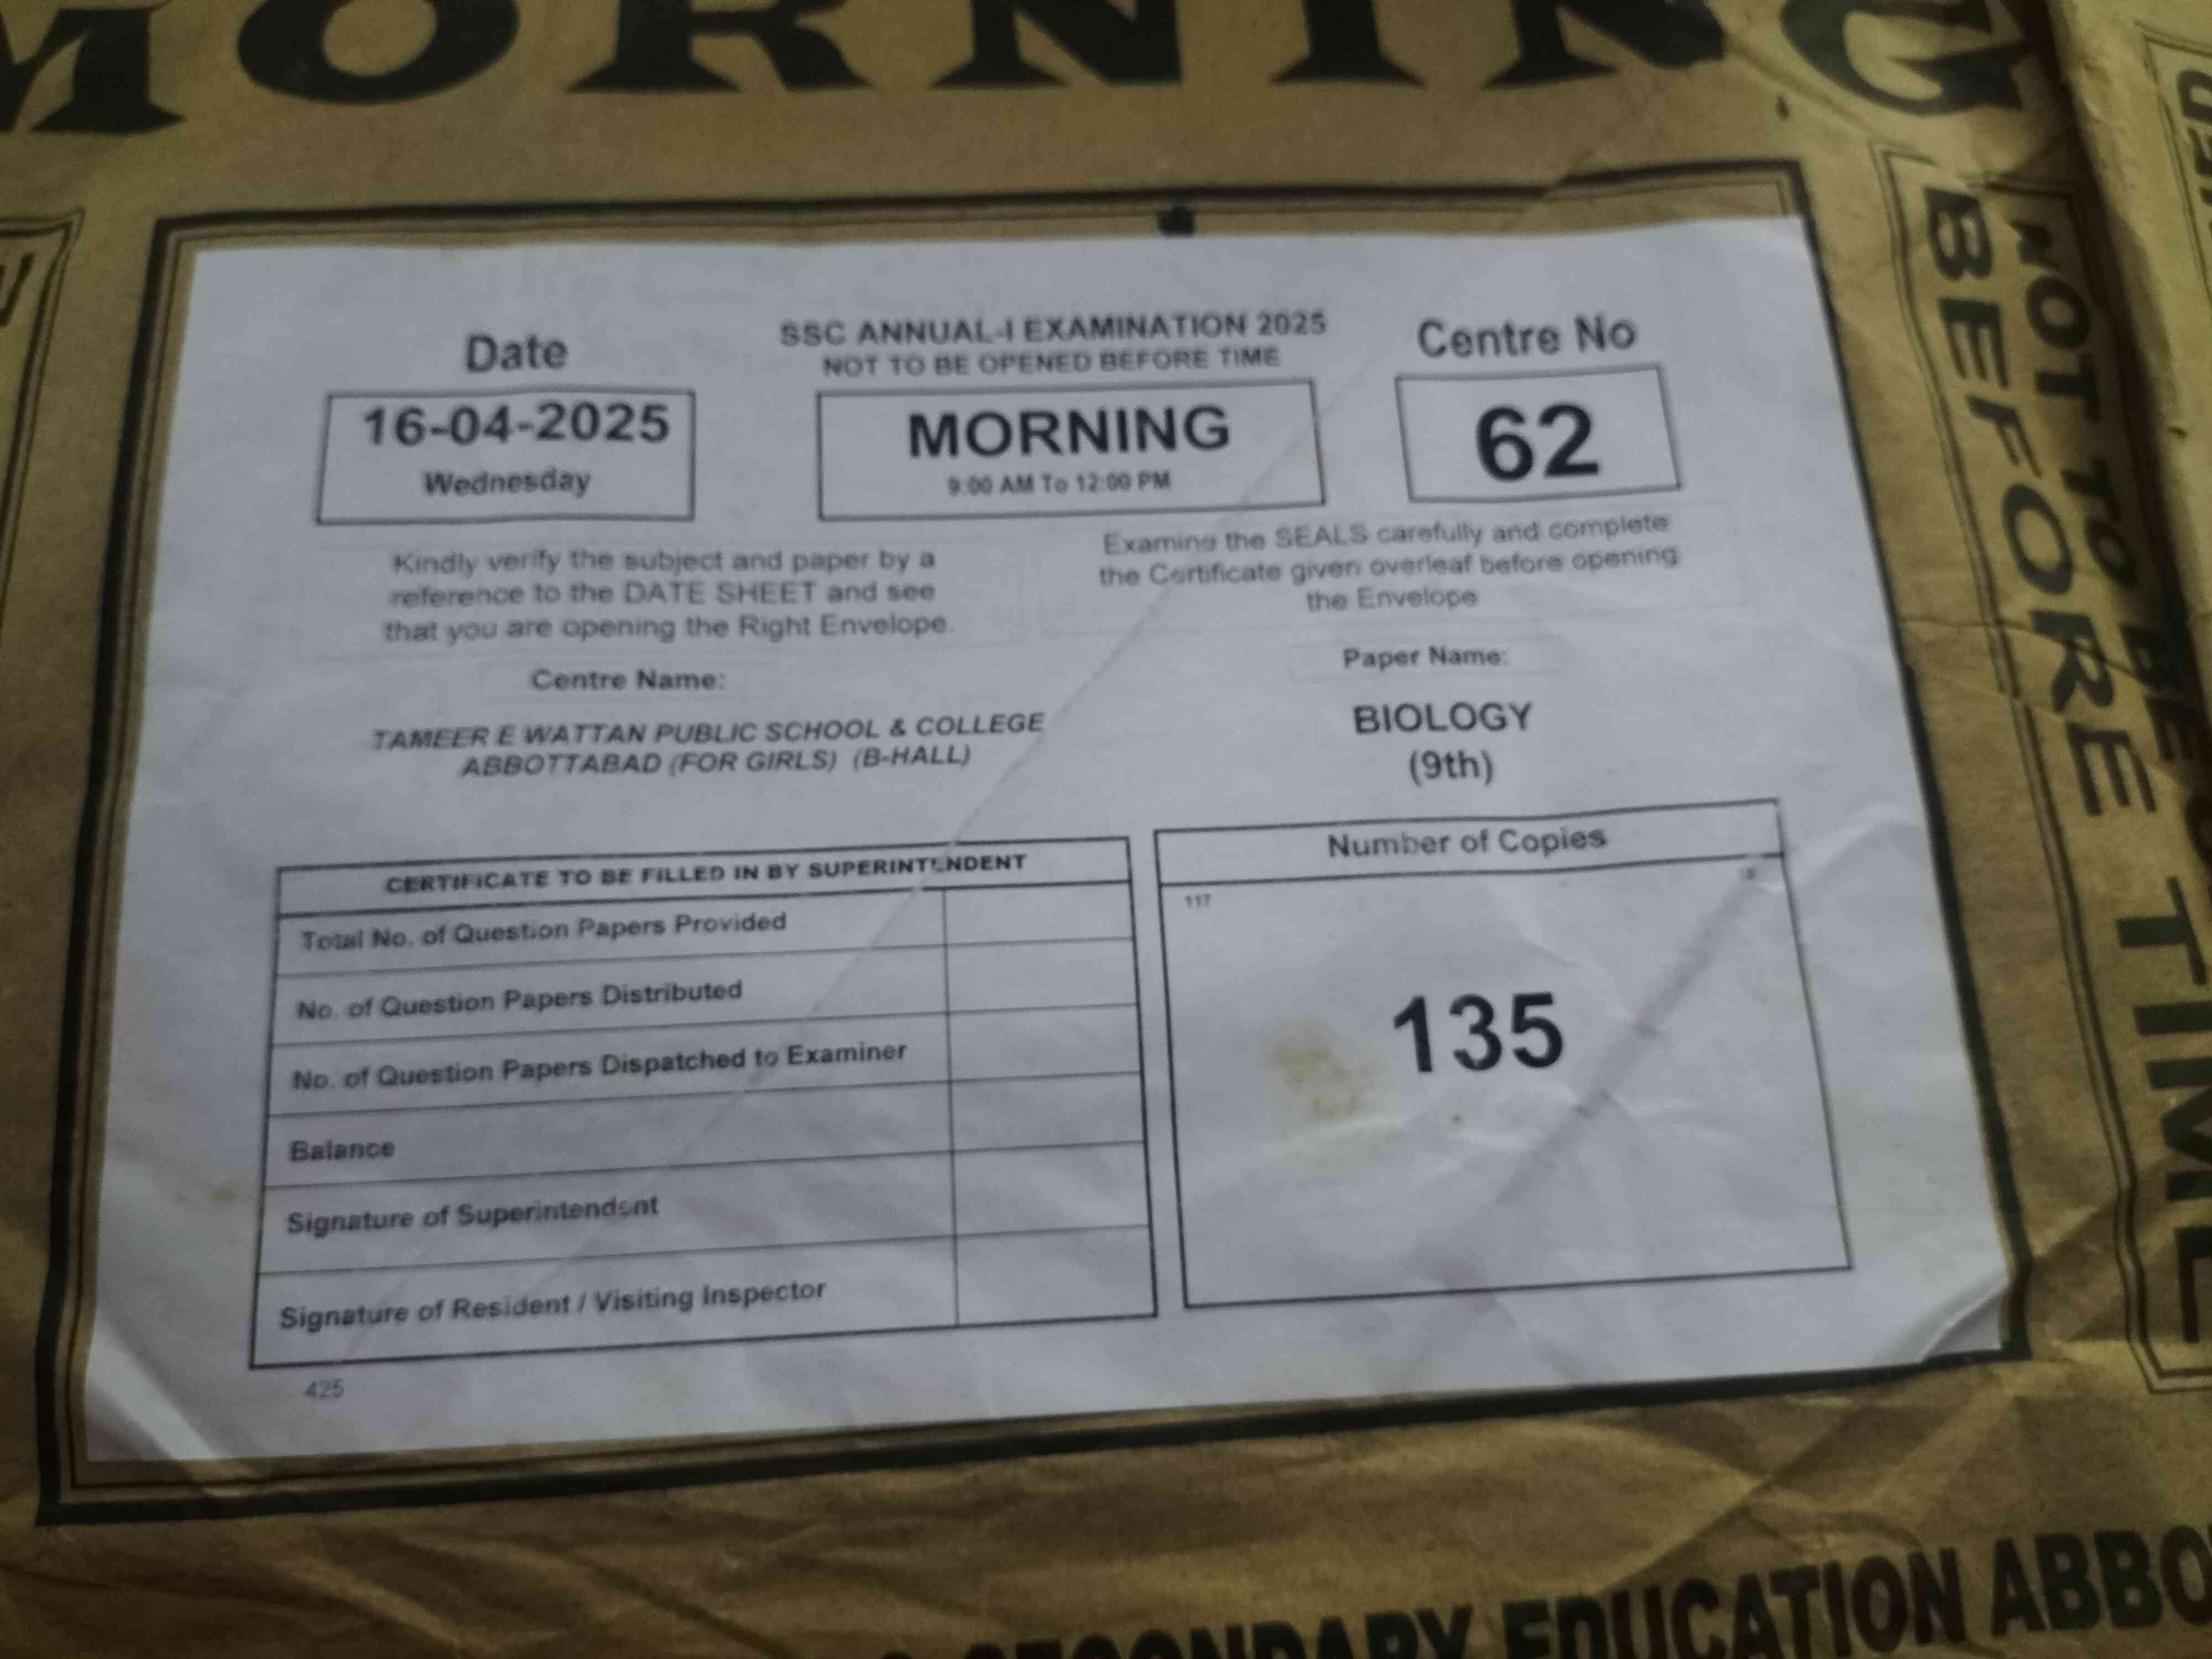 MORNING
Date
SSC ANNUAL-I EXAMINATION 2025
NOT TO BE OPENED BEFORE TIME
Centre No
16-04-2025
Wednesday
MORNING
9:00 AM To 12:00 PM
62
Kindly verify the subject and paper by a
reference to the DATE SHEET and see
that you are opening the Right Envelope.
Examine the SEALS carefully and complete
the Certificate given overleaf before opening
the Envelope
Centre Name:
Paper Name:
TAMEER E WATTAN PUBLIC SCHOOL & COLLEGE
ABBOTTABAD (FOR GIRLS) (B-HALL)
BIOLOGY
(9th)
CERTIFICATE TO BE FILLED IN BY SUPERINTENDENT
Total No. of Question Papers Provided
No. of Question Papers Distributed
No. of Question Papers Dispatched to Examiner
Balance
Signature of Superintendent
Signature of Resident / Visiting Inspector
Number of Copies
117
135
425
NOT TO BE
BEFORE TIME
SECONDARY EDUCATION ABBO